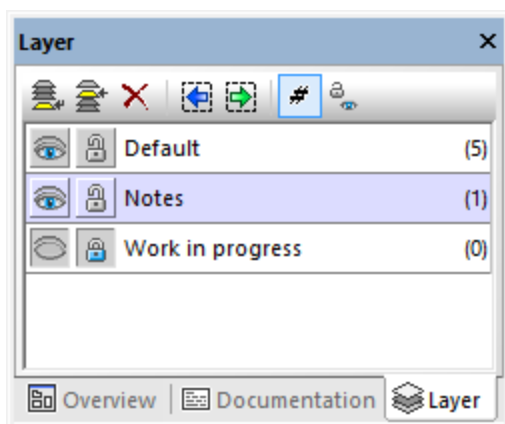 Layer
Default (5)
Notes (1)
Work in progress (0)
Overview Documentation Layer